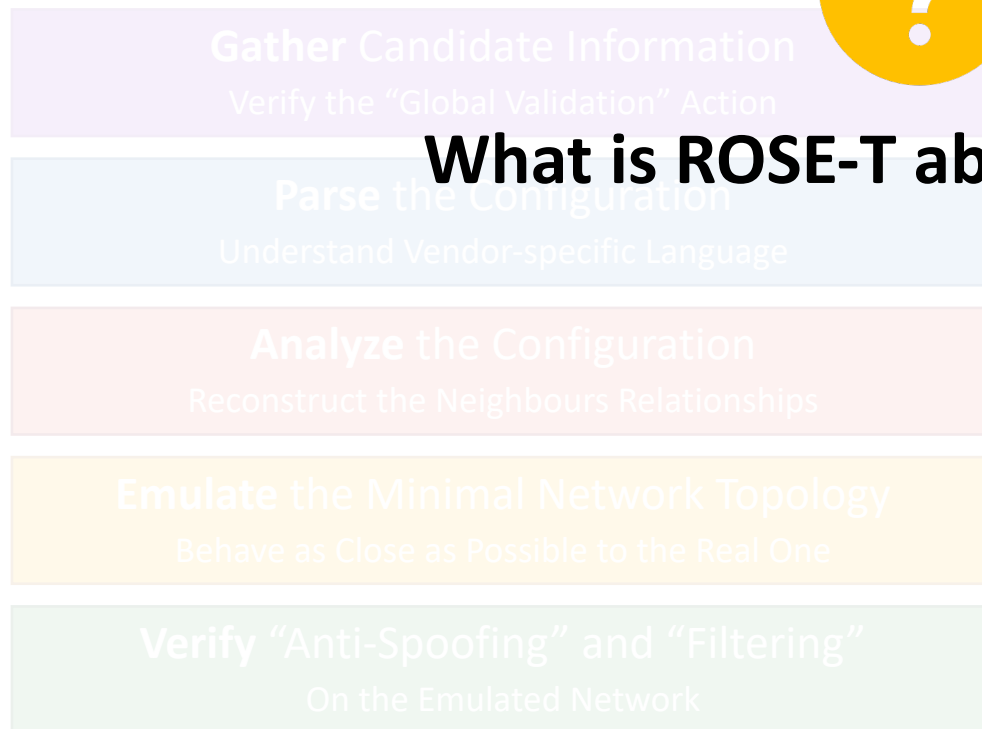 ?
Gather Candidate Information
Verify the “Global Validation” Action
What is ROSE-T ab
Parse the Configuration
Understand Vendor-specific Language
Analyze the Configuration
Reconstruct the Neighbours Relationships
Emulate the Minimal Network Topology
Behave as Close as Possible to the Real One
Verify “Anti-Spoofing” and “Filtering”
On the Emulated Network